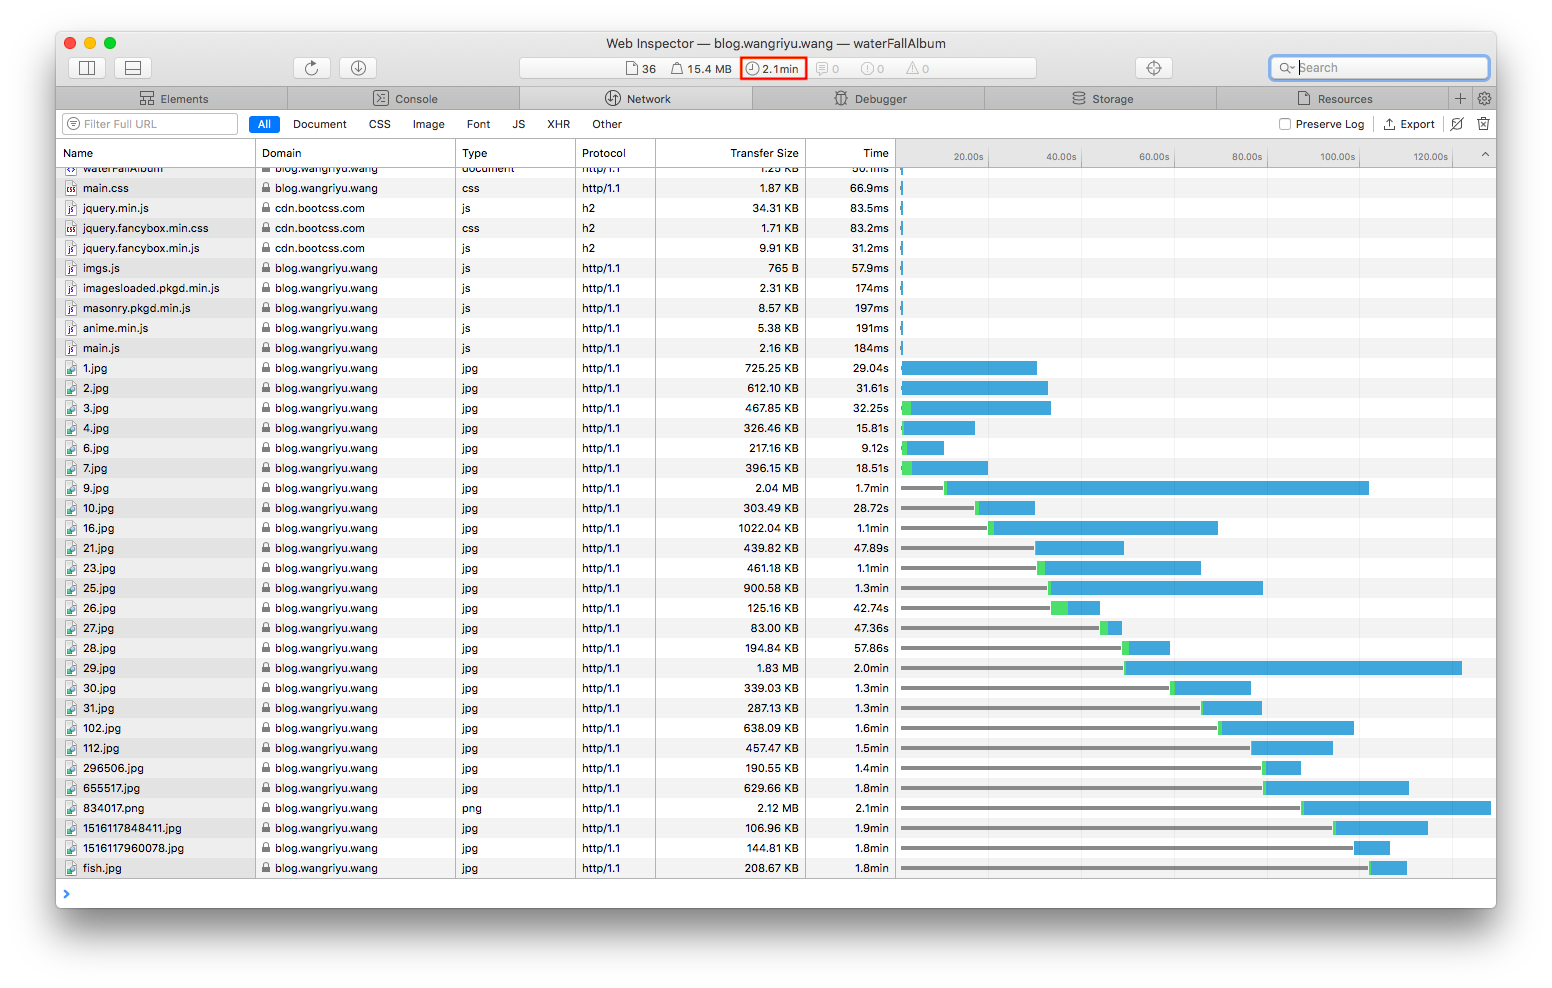 Web Inspector — blog.wangriyu.wang — waterFallAlbum
36 15.4 MB 2.1min 0 0 0
Search
Elements Console Network Debugger Storage Resources
Filter Full URL All Document CSS Image Font JS XHR Other Preserve Log Export
Name Domain Type Protocol Transfer Size Time 20.00s 40.00s 60.00s 80.00s 100.00s 120.00s
waterFallAlbum blog.wangriyu.wang document http/1.1 1.25 KB 50.1ms
main.css blog.wangriyu.wang css http/1.1 1.87 KB 66.9ms
jquery.min.js cdn.bootcss.com js h2 34.31 KB 83.5ms
jquery.fancybox.min.css cdn.bootcss.com css h2 1.71 KB 83.2ms
jquery.fancybox.min.js cdn.bootcss.com js h2 9.91 KB 31.2ms
imgs.js blog.wangriyu.wang js http/1.1 765 B 57.9ms
imagesloaded.pkgd.min.js blog.wangriyu.wang js http/1.1 2.31 KB 174ms
masonry.pkgd.min.js blog.wangriyu.wang js http/1.1 8.57 KB 197ms
anime.min.js blog.wangriyu.wang js http/1.1 5.38 KB 191ms
main.js blog.wangriyu.wang js http/1.1 2.16 KB 184ms
1.jpg blog.wangriyu.wang jpg http/1.1 725.25 KB 29.04s
2.jpg blog.wangriyu.wang jpg http/1.1 612.10 KB 31.61s
3.jpg blog.wangriyu.wang jpg http/1.1 467.85 KB 32.25s
4.jpg blog.wangriyu.wang jpg http/1.1 326.46 KB 15.81s
6.jpg blog.wangriyu.wang jpg http/1.1 217.16 KB 9.12s
7.jpg blog.wangriyu.wang jpg http/1.1 396.15 KB 18.51s
9.jpg blog.wangriyu.wang jpg http/1.1 2.04 MB 1.7min
10.jpg blog.wangriyu.wang jpg http/1.1 303.49 KB 28.72s
16.jpg blog.wangriyu.wang jpg http/1.1 1022.04 KB 1.1min
21.jpg blog.wangriyu.wang jpg http/1.1 439.82 KB 47.89s
23.jpg blog.wangriyu.wang jpg http/1.1 461.18 KB 1.1min
25.jpg blog.wangriyu.wang jpg http/1.1 900.58 KB 1.3min
26.jpg blog.wangriyu.wang jpg http/1.1 125.16 KB 42.74s
27.jpg blog.wangriyu.wang jpg http/1.1 83.00 KB 47.36s
28.jpg blog.wangriyu.wang jpg http/1.1 194.84 KB 57.86s
29.jpg blog.wangriyu.wang jpg http/1.1 1.83 MB 2.0min
30.jpg blog.wangriyu.wang jpg http/1.1 339.03 KB 1.3min
31.jpg blog.wangriyu.wang jpg http/1.1 287.13 KB 1.3min
102.jpg blog.wangriyu.wang jpg http/1.1 638.09 KB 1.6min
112.jpg blog.wangriyu.wang jpg http/1.1 457.47 KB 1.5min
296506.jpg blog.wangriyu.wang jpg http/1.1 190.55 KB 1.4min
655517.jpg blog.wangriyu.wang jpg http/1.1 629.66 KB 1.8min
834017.png blog.wangriyu.wang png http/1.1 2.12 MB 2.1min
1516117848411.jpg blog.wangriyu.wang jpg http/1.1 106.96 KB 1.9min
1516117960078.jpg blog.wangriyu.wang jpg http/1.1 144.81 KB 1.8min
fish.jpg blog.wangriyu.wang jpg http/1.1 208.67 KB 1.8min